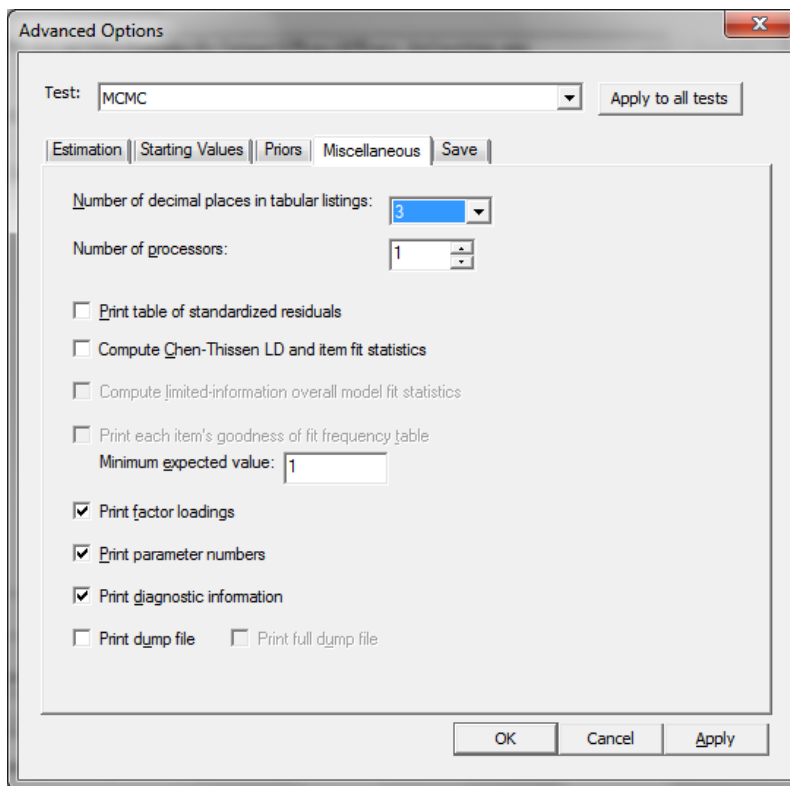 Advanced Options
Test: MCMC Apply to all tests
Estimation Starting Values Priors Miscellaneous Save
Number of decimal places in tabular listings: 3
Number of processors: 1
Print table of standardized residuals
Compute Chen-Thissen LD and item fit statistics
Compute limited-information overall model fit statistics
Print each item's goodness of fit frequency table
Minimum expected value: 1
Print factor loadings
Print parameter numbers
Print diagnostic information
Print dump file Print full dump file
OK Cancel Apply